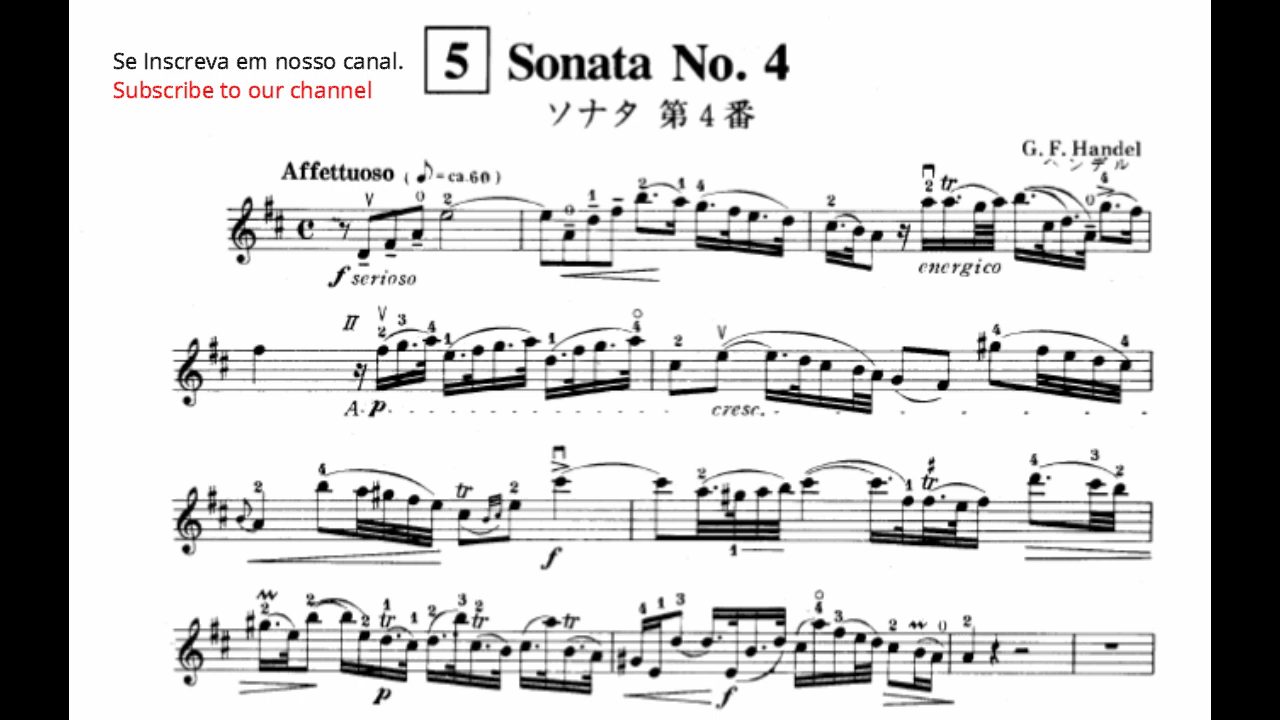 Se Inscreva em nosso canal.
Subscribe to our channel
5 Sonata No. 4
ソナタ 第4番
G. F. Handel
ヘンデル
Affettuoso (♪=ca.60)
f serioso
energico
II
A p cresc.
f
p f